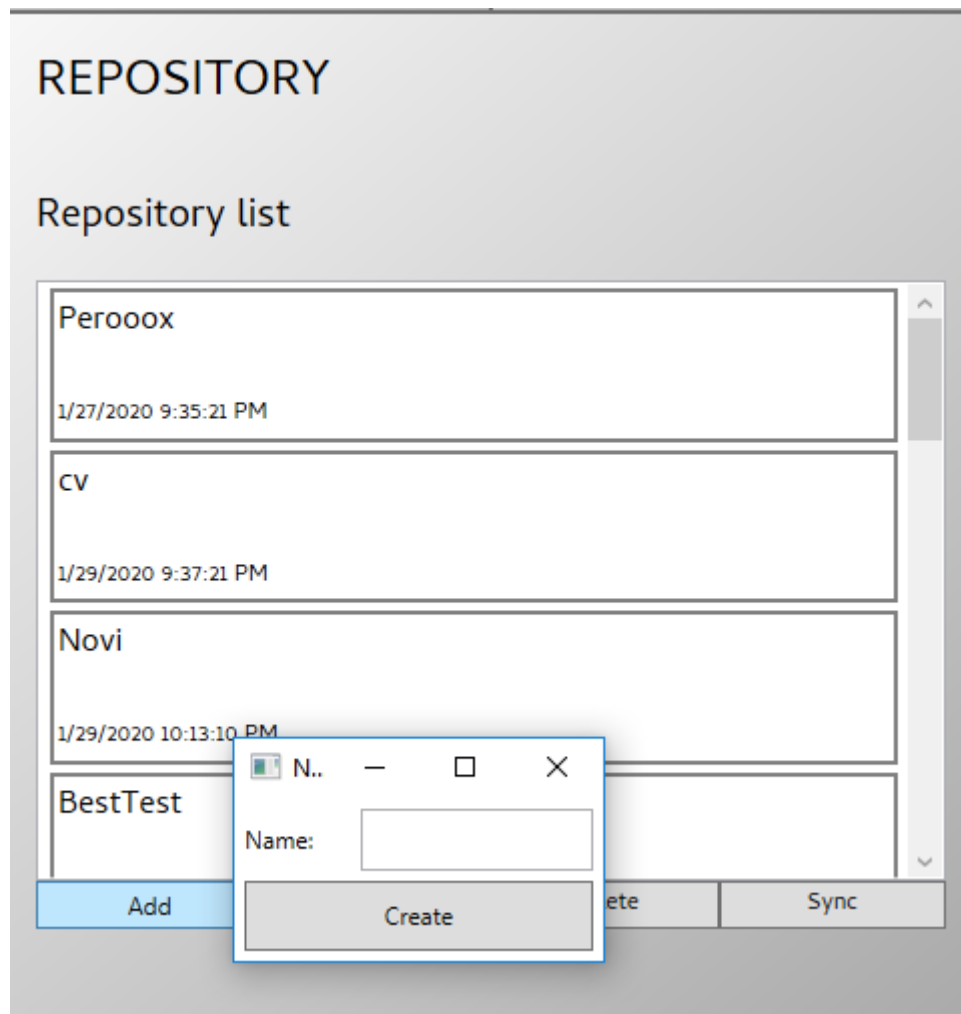 REPOSITORY
Repository list
Perooox
1/27/2020 9:35:21 PM
cv
1/29/2020 9:37:21 PM
Novi
1/29/2020 10:13:10 PM
BestTest
N..
Name:
Create
Add
ete
Sync